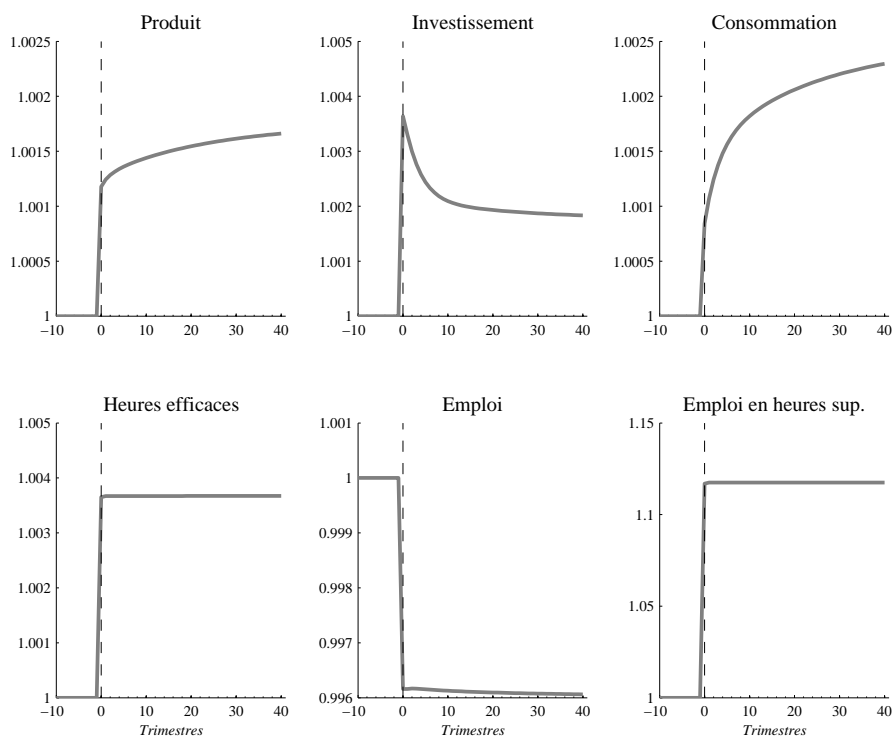 Produit
Investissement
Consommation
1.0025
1.002
1.0015
1.001
1.0005
1
−10 0 10 20 30 40
1.005
1.004
1.003
1.002
1.001
1
−10 0 10 20 30 40
1.0025
1.002
1.0015
1.001
1.0005
1
−10 0 10 20 30 40
Heures efficaces
Emploi
Emploi en heures sup.
1.005
1.004
1.003
1.002
1.001
1
−10 0 10 20 30 40
Trimestres
1.001
1
0.999
0.998
0.997
0.996
−10 0 10 20 30 40
Trimestres
1.15
1.1
1.05
1
−10 0 10 20 30 40
Trimestres